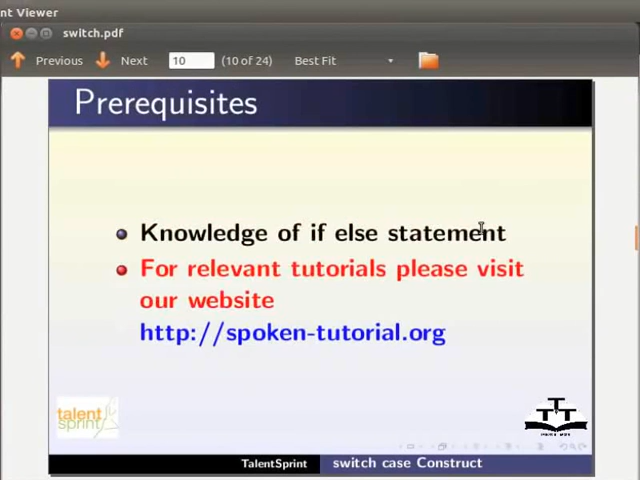 nt Viewer
switch.pdf
Previous Next 10 (10 of 24) Best Fit
Prerequisites
Knowledge of if else statement
For relevant tutorials please visit
our website
http://spoken-tutorial.org
talent
sprint
TalentSprint switch case Construct